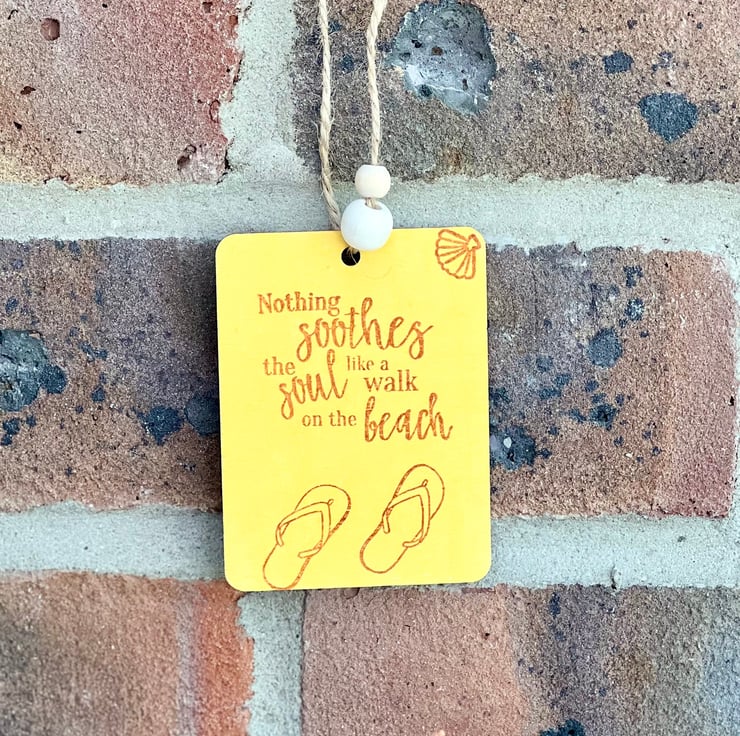 Nothing
soothes
the soul like a
walk
on the beach